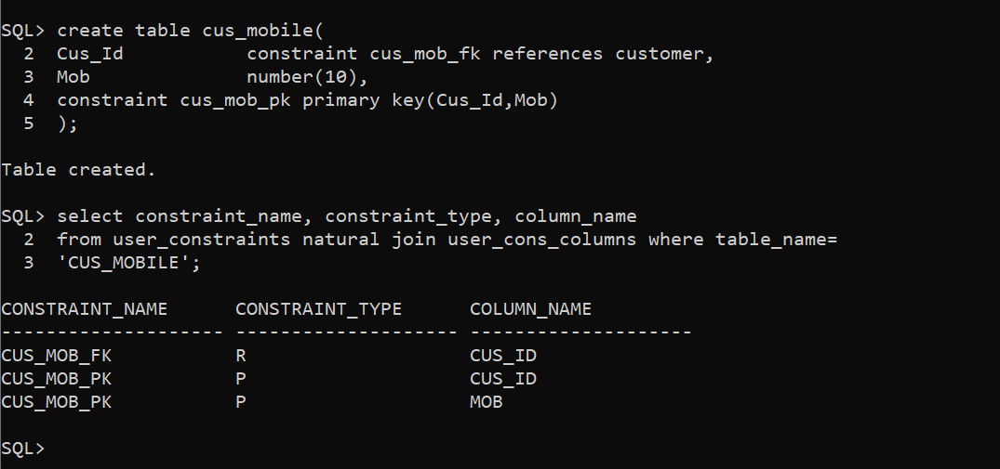 SQL> create table cus_mobile(
  2  Cus_Id           constraint cus_mob_fk references customer,
  3  Mob              number(10),
  4  constraint cus_mob_pk primary key(Cus_Id,Mob)
  5  );
Table created.
SQL> select constraint_name, constraint_type, column_name
  2  from user_constraints natural join user_cons_columns where table_name=
  3  'CUS_MOBILE';
CONSTRAINT_NAME      CONSTRAINT_TYPE      COLUMN_NAME
-------------------- -------------------- --------------------
CUS_MOB_FK           R                    CUS_ID
CUS_MOB_PK           P                    CUS_ID
CUS_MOB_PK           P                    MOB
SQL>